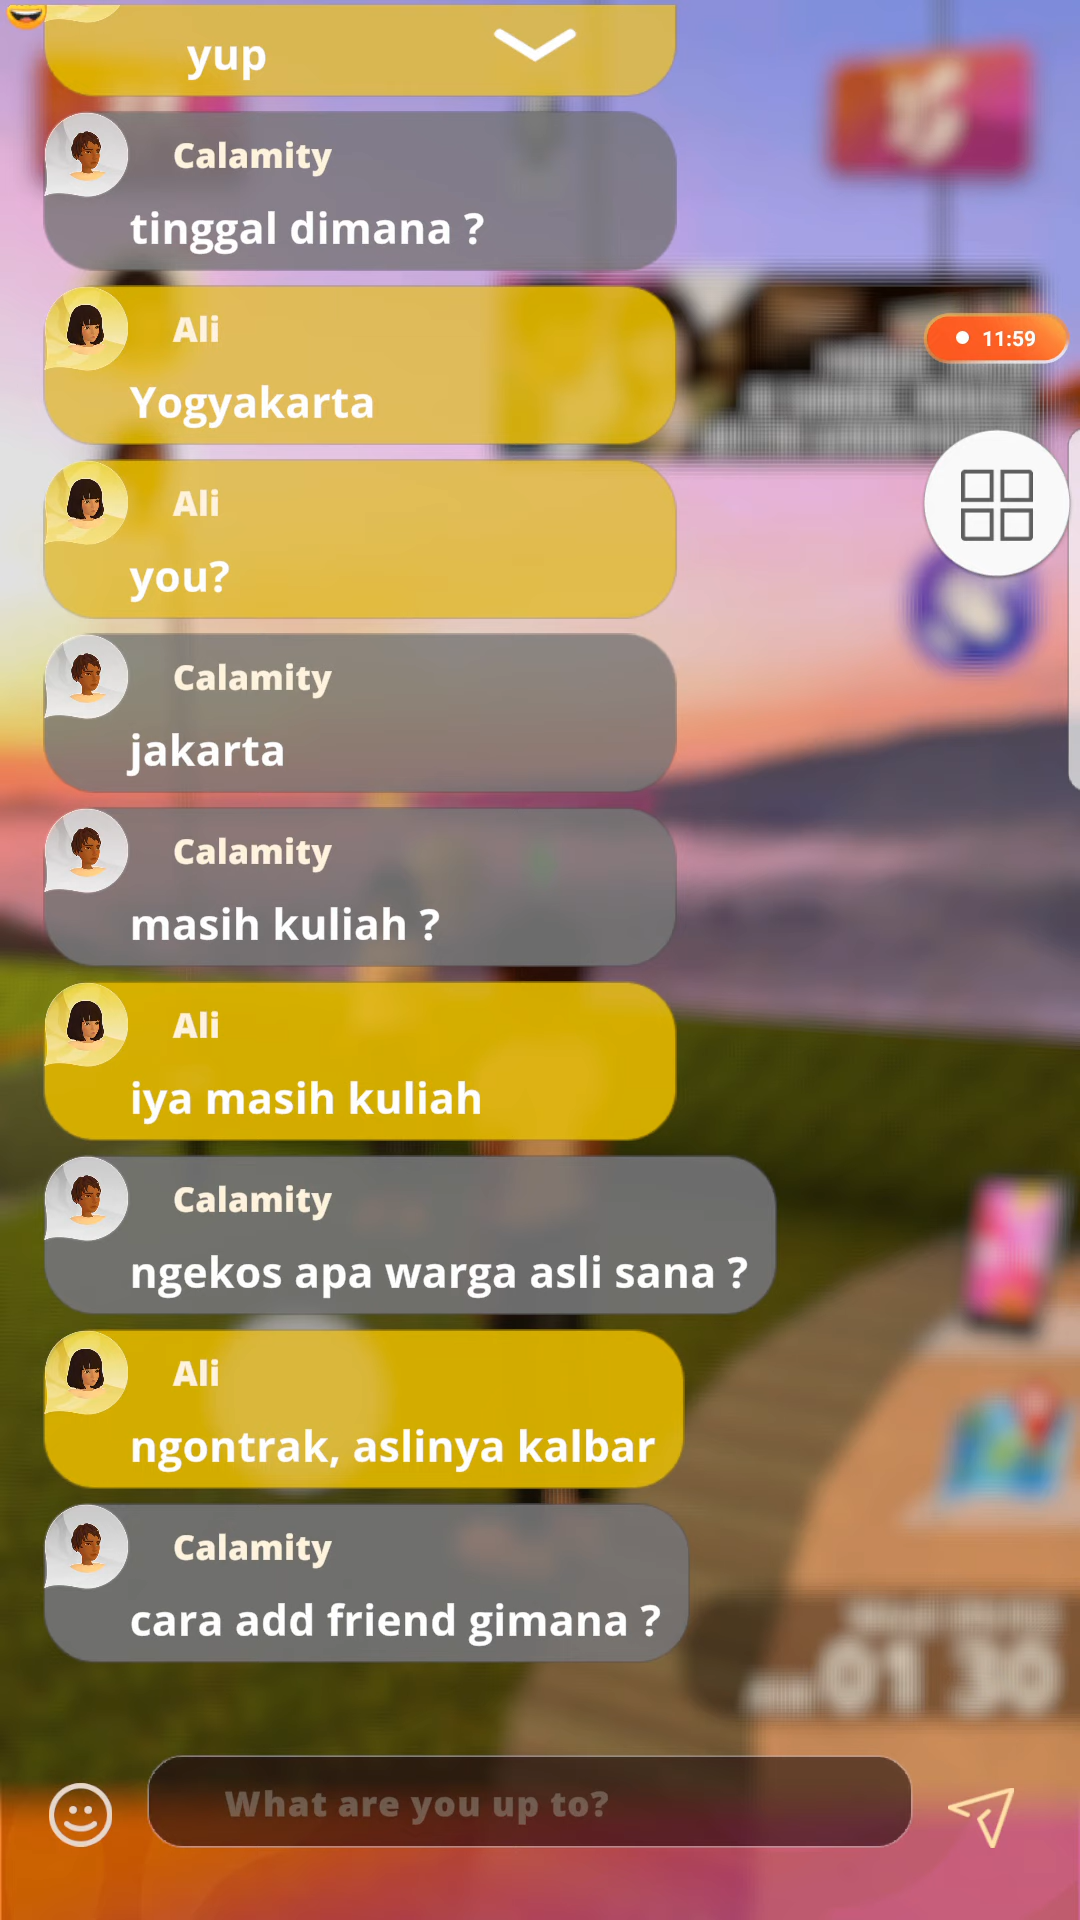 yup
Calamity
tinggal dimana ?
Ali
Yogyakarta
11:59
Ali
you?
Calamity
jakarta
Calamity
masih kuliah ?
Ali
iya masih kuliah
Calamity
ngekos apa warga asli sana ?
Ali
ngontrak, aslinya kalbar
Calamity
cara add friend gimana ?
01 30
What are you up to?